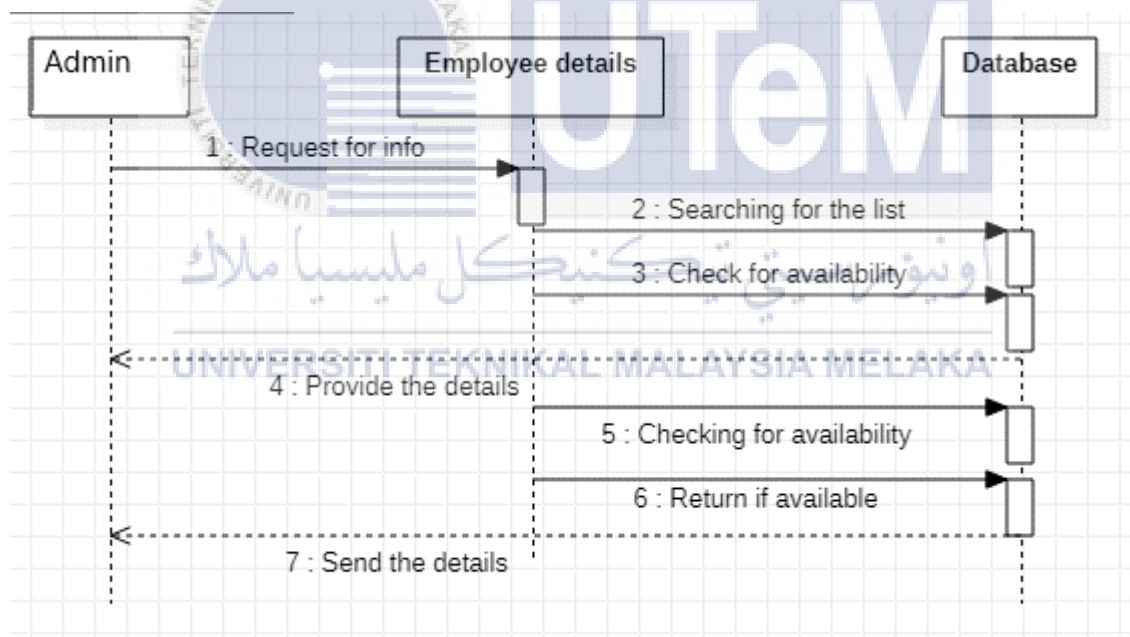 UTeM
Admin
Employee details
Database
1 : Request for info
2 : Searching for the list
اونيورسيتي تيكنيكل مليسيا ملاك
3 : Check for availability
UNIVERSITI TEKNIKAL MALAYSIA MELAKA
4 : Provide the details
5 : Checking for availability
6 : Return if available
7 : Send the details